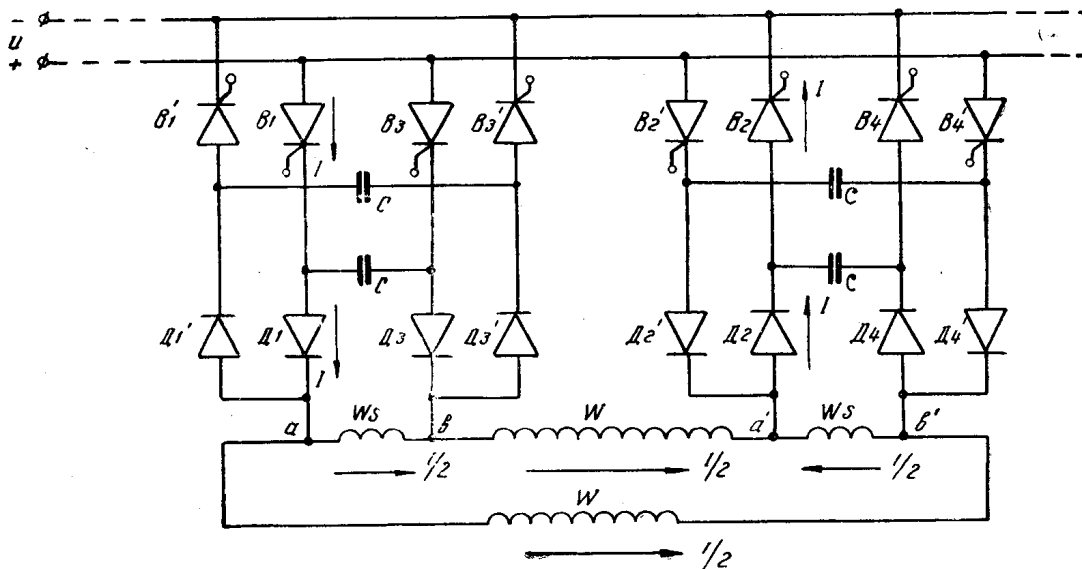 -
u
+
В1' В1 В3 В3' В2' В2 В4 В4'
I I
I
C C
C C
Д1' Д1 Д3 Д3' Д2' Д2 Д4 Д4'
I
a Ws в W a' Ws в'
I/2 I/2 I/2
W
I/2